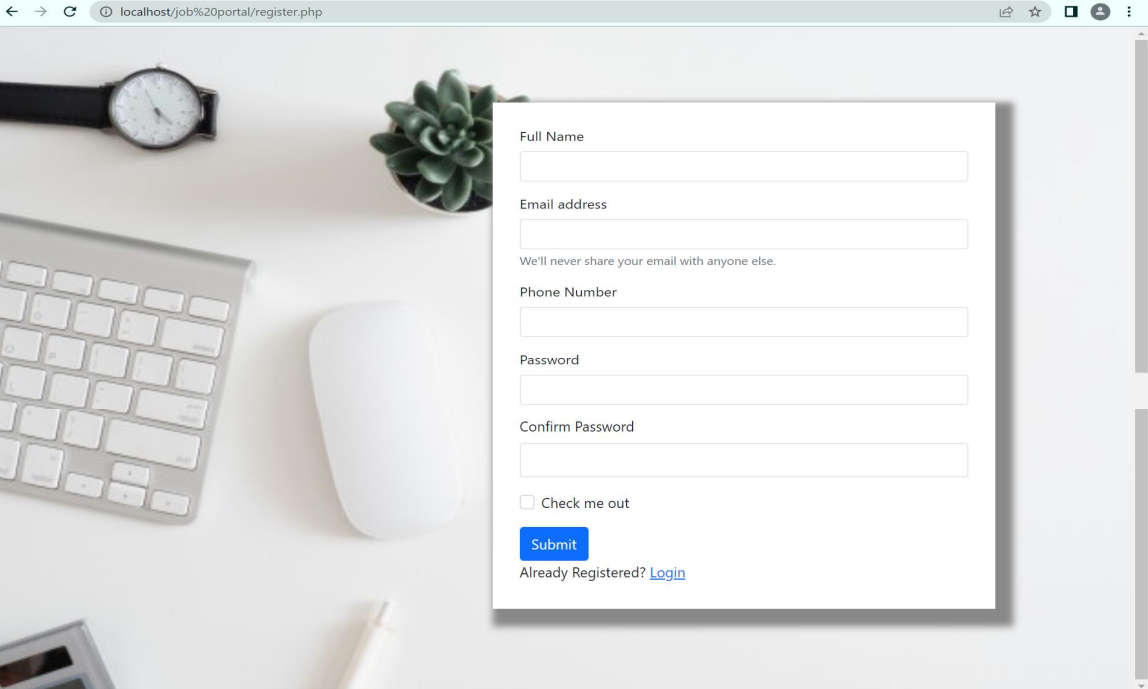 localhost/job%20portal/register.php
Full Name
Email address
We'll never share your email with anyone else.
Phone Number
Password
Confirm Password
Check me out
Submit
Already Registered? Login